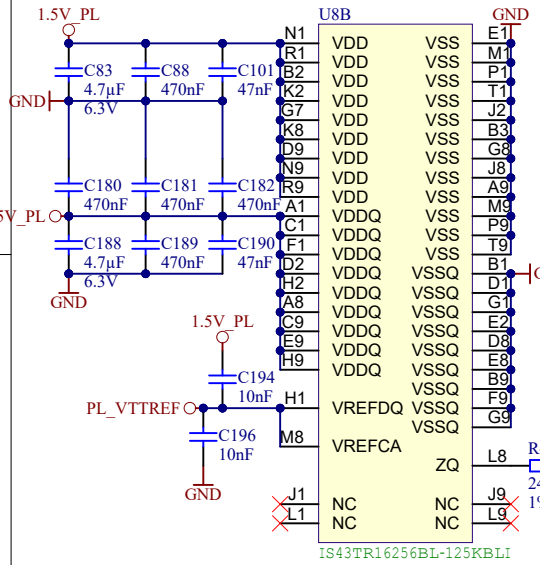 1.5V_PL
U8B
GND
N1 VDD VSS E1
R1 VDD VSS M1
C83 C88 C101
B2 VDD VSS P1
4.7µF 470nF 47nF
K2 VDD VSS T1
GND
6.3V
G7 VDD VSS J2
K8 VDD VSS B3
D9 VDD VSS G8
N9 VDD VSS J8
C180 C181 C182
R9 VDD VSS A9
470nF 470nF 470nF
A1 VDDQ VSS M9
5V_PL
C1 VDDQ VSS P9
C188 C189 C190
F1 VDDQ VSS T9
4.7µF 470nF 47nF
D2 VDDQ VSSQ B1
6.3V
H2 VDDQ VSSQ D1
GND
A8 VDDQ VSSQ G1
C9 VDDQ VSSQ E2
1.5V_PL
E9 VDDQ VSSQ D8
H9 VDDQ VSSQ E8
C194
VSSQ B9
10nF
PL_VTTREF
H1 VREFDQ VSSQ F9
VSSQ G9
C196
M8 VREFCA
10nF
ZQ L8
GND
J1 NC NC J9
L1 NC NC L9
IS43TR16256BL-125KBLI